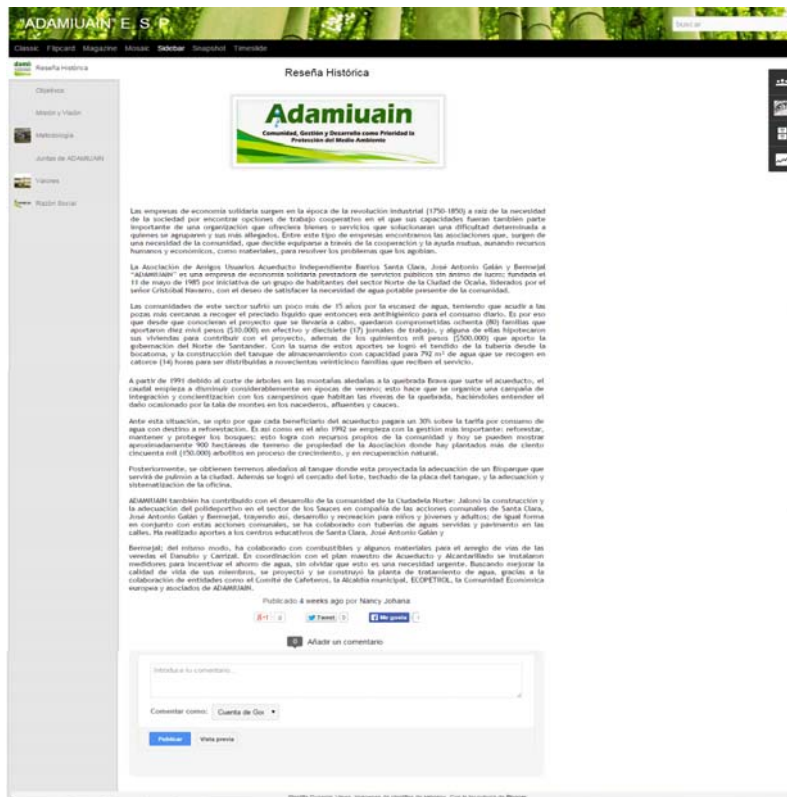 "ADAMIUAIN" E. S. P.
buscar
Classic Flipcard Magazine Mosaic Sidebar Snapshot Timeslide
Reseña Histórica
Objetivos
Misión y Visión
Metodología
Juntas de ADAMIUAIN
Valores
Razón Social
Reseña Histórica
Adamiuain
Comunidad, Gestión y Desarrollo como Prioridad la
Protección del Medio Ambiente
Las empresas de economía solidaria surgen en la época de la revolución industrial (1750-1850) a raíz de la necesidad
de la sociedad por encontrar opciones de trabajo cooperativo en el que sus capacidades fueran también parte
importante de una organización que ofreciera bienes o servicios que solucionaran una dificultad determinada a
quienes se agruparen y sus más allegados. Entre este tipo de empresas encontramos las asociaciones que, surgen de
una necesidad de la comunidad, que decide equiparse a través de la cooperación y la ayuda mutua, aunando recursos
humanos y económicos, como materiales, para resolver los problemas que los agobian.
La Asociación de Amigos Usuarios Acueducto Independiente Barrios Santa Clara, José Antonio Galán y Bermejal
"ADAMIUAIN" es una empresa de economía solidaria prestadora de servicios públicos sin ánimo de lucro; fundada el
11 de mayo de 1985 por iniciativa de un grupo de habitantes del sector Norte de la Ciudad de Ocaña, liderados por el
señor Cristóbal Navarro, con el deseo de satisfacer la necesidad de agua potable presente de la comunidad.
Las comunidades de este sector sufrió un poco más de 15 años por la escasez de agua, teniendo que acudir a las
pozas más cercanas a recoger el preciado líquido que entonces era antihigiénico para el consumo diario. Es por eso
que desde que conocieran el proyecto que se llevaría a cabo, quedaron comprometidas ochenta (80) familias que
aportaron diez mil pesos ($10.000) en efectivo y diecisiete (17) jornales de trabajo, y alguna de ellas hipotecaron
sus viviendas para contribuir con el proyecto, ademas de los quinientos mil pesos ($500.000) que aporto la
gobernación del Norte de Santander. Con la suma de estos aportes se logró el tendido de la tubería desde la
bocatoma, y la construcción del tanque de almacenamiento con capacidad para 792 m³ de agua que se recogen en
catorce (14) horas para ser distribuidas a novecientas veinticinco familias que reciben el servicio.
A partir de 1991 debido al corte de árboles en las montañas aledañas a la quebrada Brava que surte el acueducto, el
caudal empieza a disminuir considerablemente en épocas de verano; esto hace que se organice una campaña de
integración y concientización con los campesinos que habitan las riveras de la quebrada, haciéndoles entender el
daño ocasionado por la tala de montes en los nacederos, afluentes y cauces.
Ante esta situación, se opto por que cada beneficiario del acueducto pagara un 30% sobre la tarifa por consumo de
agua con destino a reforestación. Es así como en el año 1992 se empieza con la gestión más importante: reforestar,
mantener y proteger los bosques; esto logra con recursos propios de la comunidad y hoy se pueden mostrar
aproximadamente 900 hectáreas de terreno de propiedad de la Asociación donde hay plantados más de ciento
cincuenta mil (150.000) arbolitos en proceso de crecimiento, y en recuperación natural.
Posteriormente, se obtienen terrenos aledaños al tanque donde esta proyectada la adecuación de un Bioparque que
servirá de pulmón a la ciudad. Además se logró el cercado del lote, techado de la placa del tanque, y la adecuación y
sistematización de la oficina.
ADAMIUAIN también ha contribuido con el desarrollo de la comunidad de la Ciudadela Norte: Jalonó la construcción y
la adecuación del polideportivo en el sector de los Sauces en compañía de las acciones comunales de Santa Clara,
José Antonio Galán y Bermejal, trayendo así, desarrollo y recreación para niños y jóvenes y adultos; de igual forma
en conjunto con estas acciones comunales, se ha colaborado con tuberías de aguas servidas y pavimento en las
calles. Ha realizado aportes a los centros educativos de Santa Clara, José Antonio Galán y
Bermejal; del mismo modo, ha colaborado con combustibles y algunos materiales para el arreglo de vías de las
veredas el Danubio y Carrizal. En coordinación con el plan maestro de Acueducto y Alcantarillado se instalaron
medidores para incentivar el ahorro de agua, sin olvidar que esto es una necesidad urgente. Buscando mejorar la
calidad de vida de sus miembros, se proyectó y se construyó la planta de tratamiento de agua, gracias a la
colaboración de entidades como el Comité de Cafeteros, la Alcaldía municipal, ECOPETROL, la Comunidad Económica
europea y asociados de ADAMIUAIN.
Publicado 4 weeks ago por Nancy Johana
Tweet
Me gusta
0 Añadir un comentario
Introduce tu comentario...
Comentar como: Cuenta de Goo
Publicar Vista previa